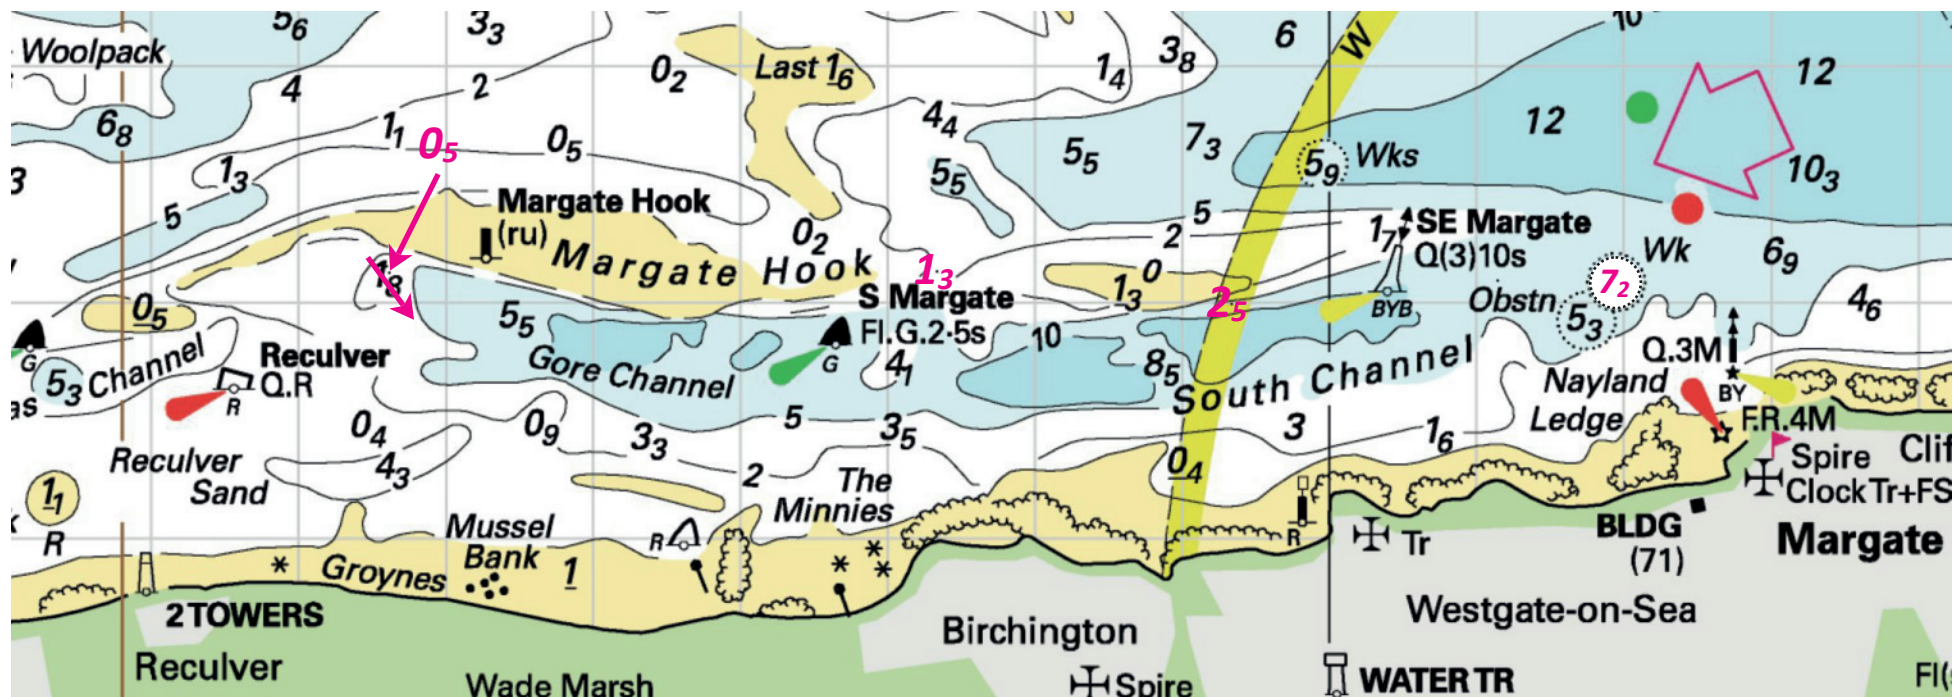 Woolpack
5₆
3₃
6
W
10
4
2
0₂
Last 1₆
1₄
3₈
12
6₈
1₁
0₅
0₅
4₄
5₅
7₃
12
5₉ Wks
10₃
3
1₃
5₅
5
Margate Hook
(ru)
Margate Hook
0₂
5
2
1₇
SE Margate
Q(3)10s
Wk
6₉
1₈
1₃
0
1₃
2₅
BYB
Obstn
7₂
5₃
4₆
0₅
5₅
S Margate
Fl.G.2·5s
G
4₁
10
8₅
G
5₃ Channel
as
Reculver
Q.R
R
Gore Channel
South Channel
Q.3M
BY
Nayland
Ledge
F.R.4M
0₄
0₉
3₃
5
3₅
3
1₆
Reculver
Sand
4₃
2
The
Minnies
0₄
Spire
Clock Tr+FS
Clif
1₁
R
Mussel
Bank
R
R
Tr
BLDG
(71)
Margate
Groynes
1
2 TOWERS
Reculver
Wade Marsh
Birchington
Spire
Westgate-on-Sea
WATER TR
Fl(